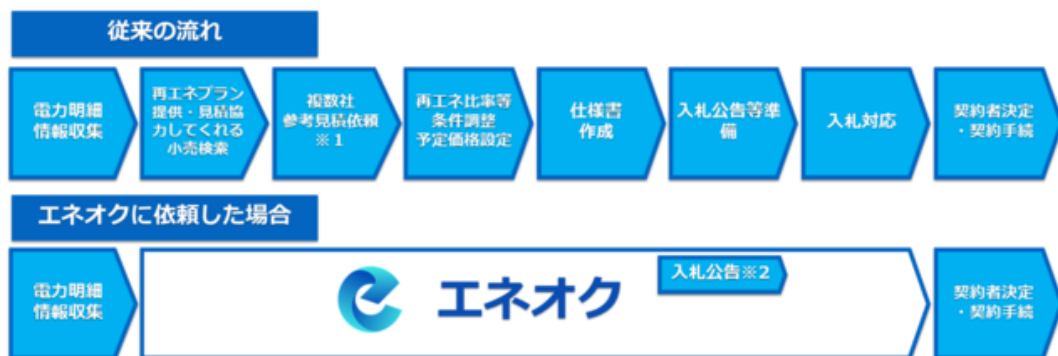 従来の流れ
電力明細
情報収集
再エネプラン
提供・見積協
力してくれる
小売検索
複数社
参考見積依頼
※1
再エネ比率等
条件調整
予定価格設定
仕様書
作成
入札公告等準
備
入札対応
契約者決定
・契約手続
エネオクに依頼した場合
電力明細
情報収集
エネオク
入札公告※2
契約者決定
・契約手続